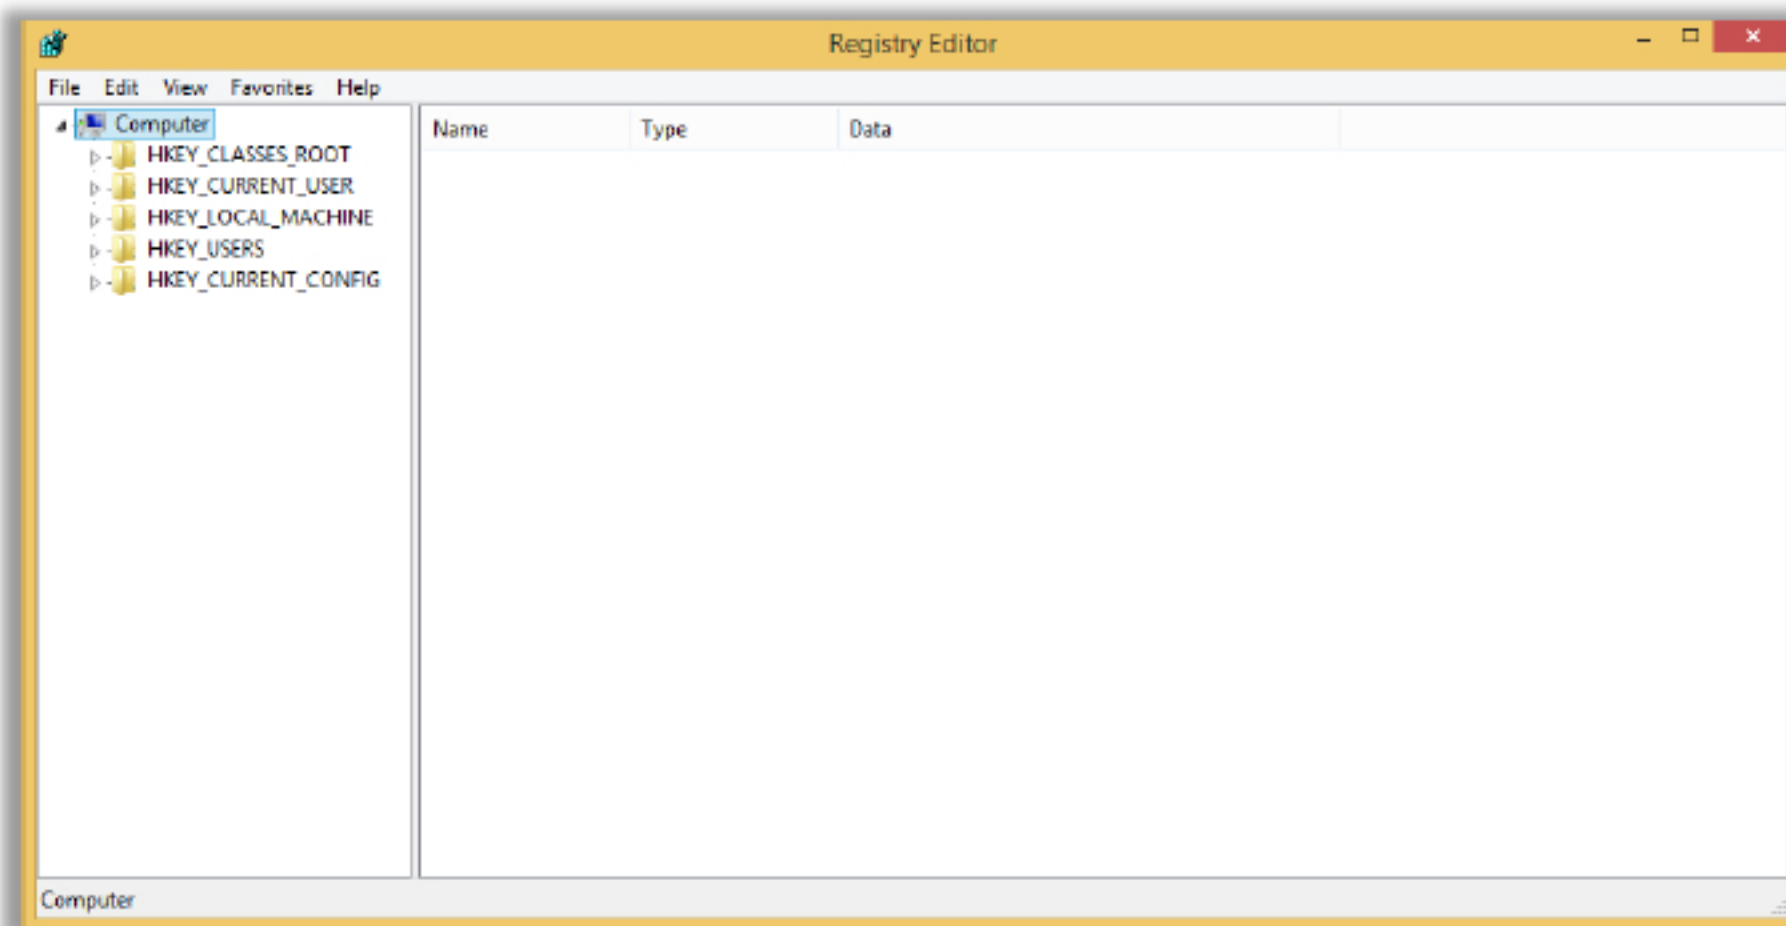 Registry Editor
File Edit View Favorites Help
Computer
HKEY_CLASSES_ROOT
HKEY_CURRENT_USER
HKEY_LOCAL_MACHINE
HKEY_USERS
HKEY_CURRENT_CONFIG
Name Type Data
Computer